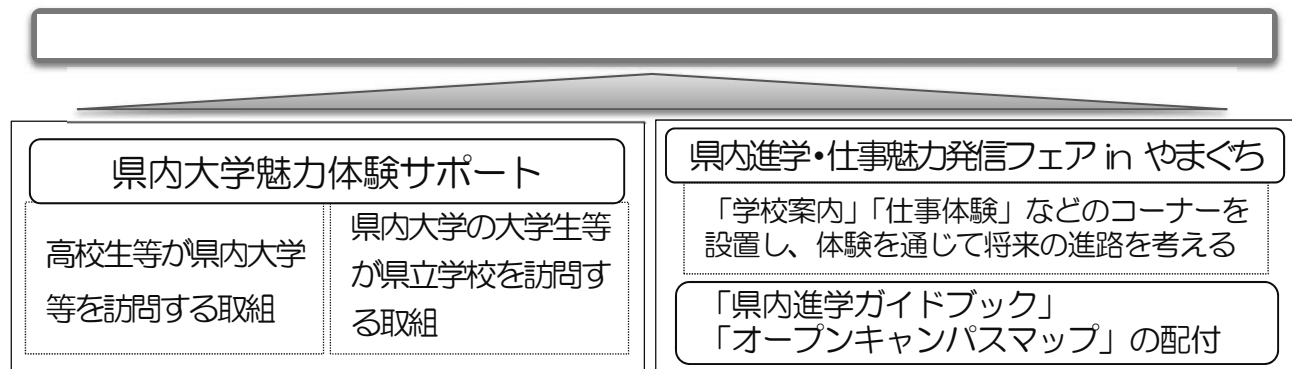 県内大学魅力体験サポート
高校生等が県内大学
等を訪問する取組
県内大学の大学生等
が県立学校を訪問す
る取組
県内進学・仕事魅力発信フェア in やまぐち
「学校案内」「仕事体験」などのコーナーを
設置し、体験を通じて将来の進路を考える
「県内進学ガイドブック」
「オープンキャンパスマップ」の配付